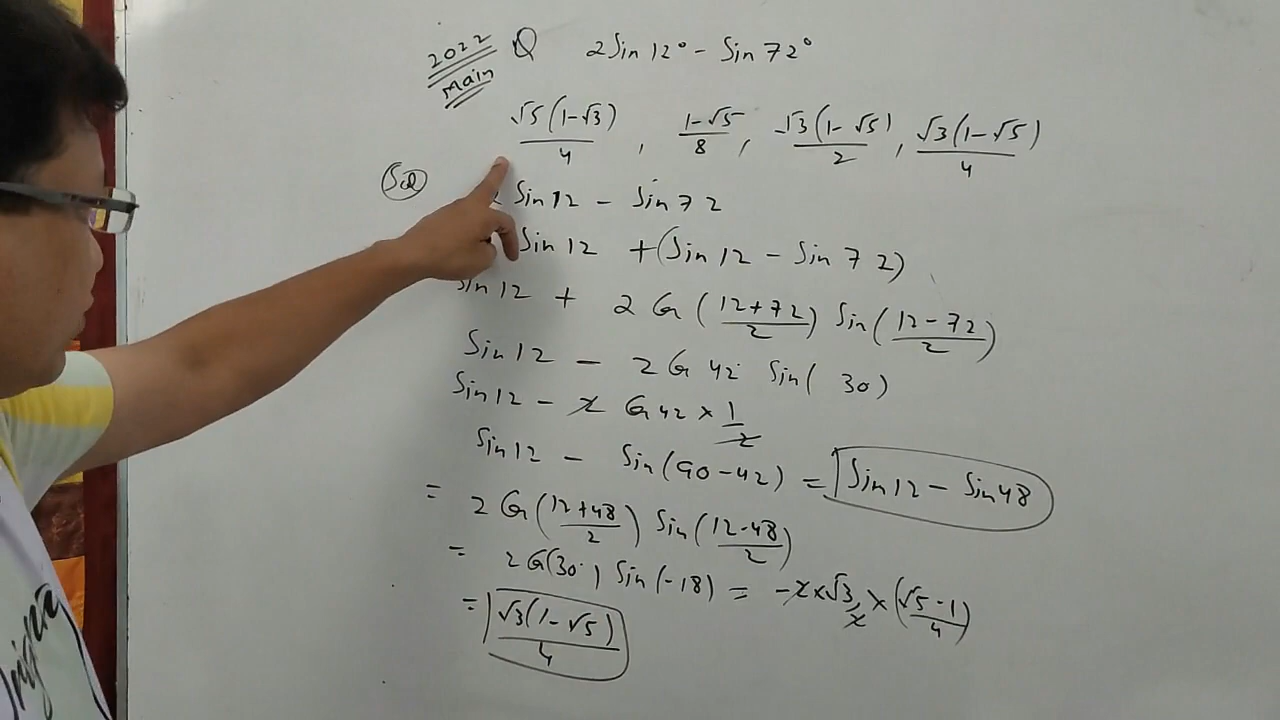 2022 Q 2Sin 12° - Sin 72°
Main
√5(1-√3)/4 , 1-√5/8 , √3(1-√5)/2 , √3(1-√5)/4
Sol
Sin 12 - Sin 72
Sin 12 + (Sin 12 - Sin 72)
Sin 12 + 2 Cos (12+72/2) Sin (12-72/2)
Sin 12 - 2 Cos 42 Sin( 30)
Sin 12 - 2 Cos 42 × 1/2
Sin 12 - Sin(90-42) = Sin 12 - Sin 48
= 2 Cos (12+48/2) Sin (12-48/2)
= 2 Cos(30°) Sin (-18) = -2×√3/2 × (√5-1/4)
= √3(1-√5)/4